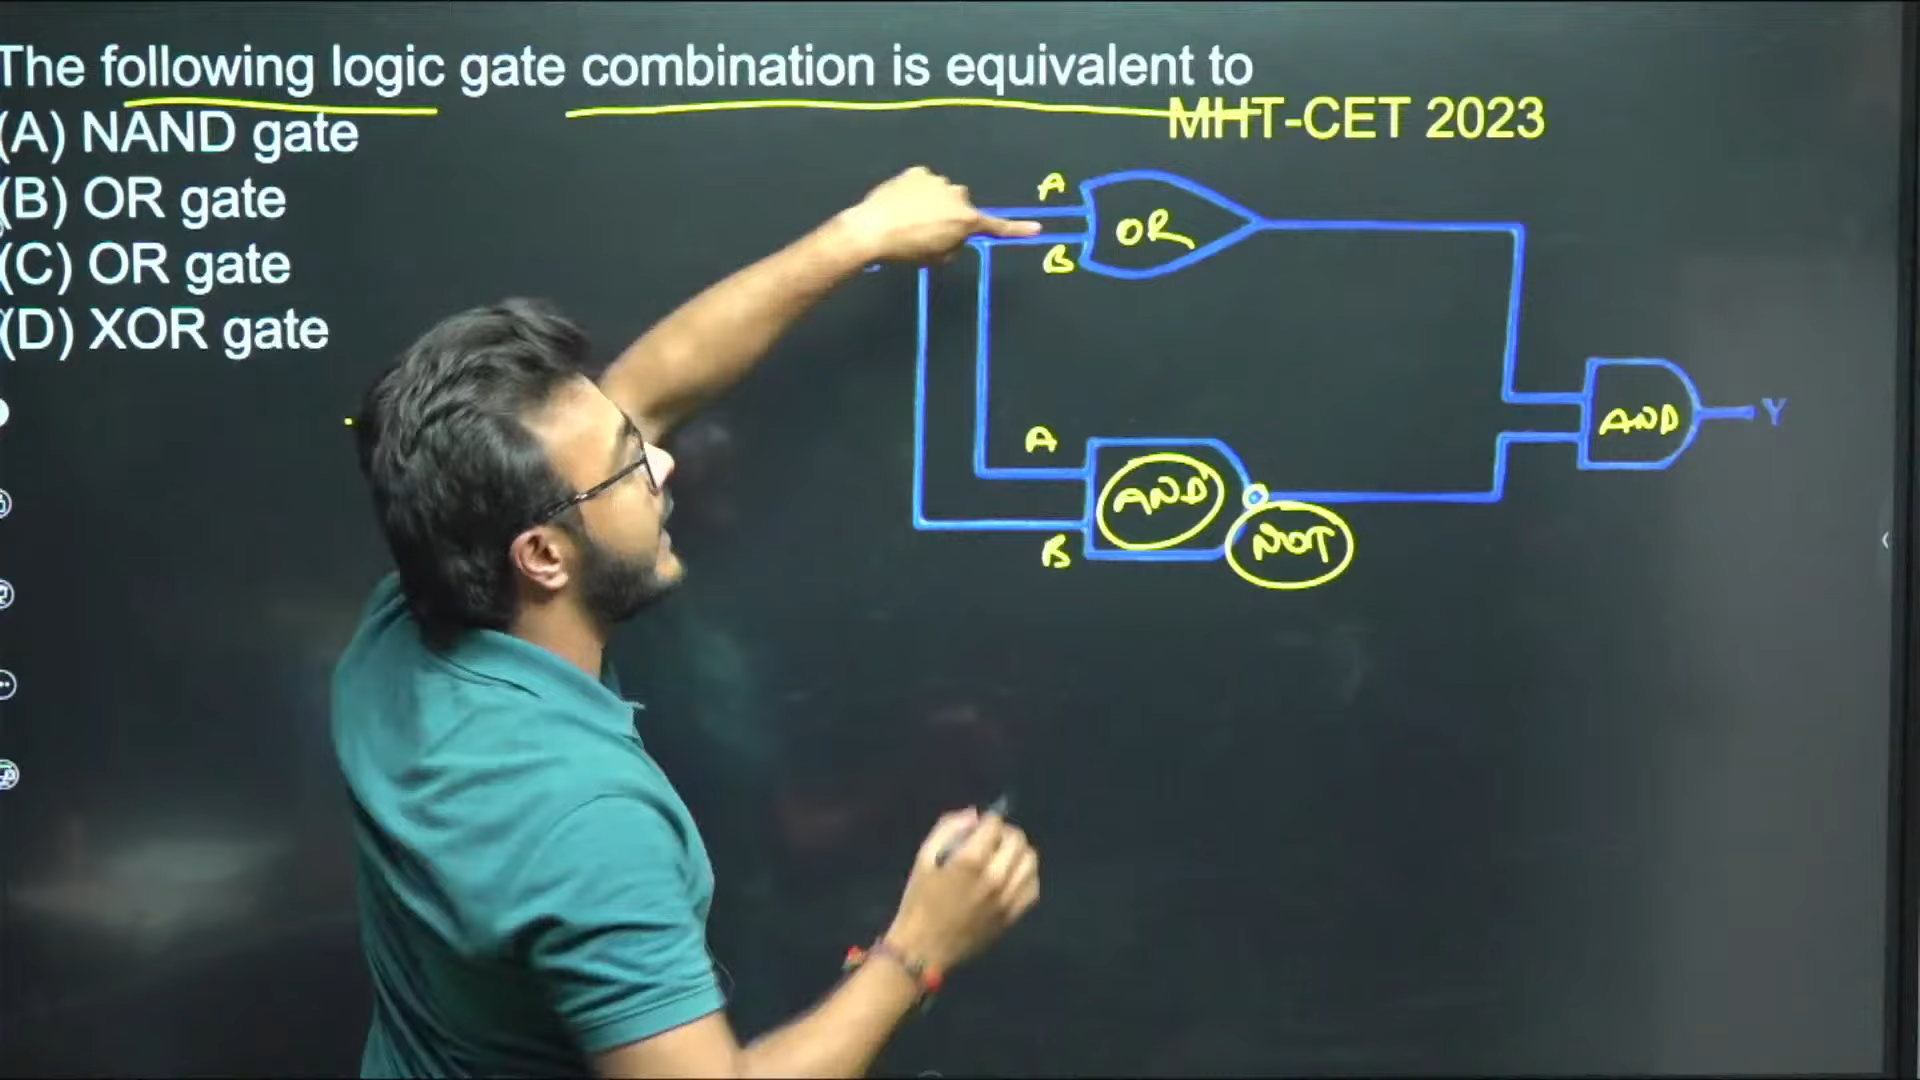 The following logic gate combination is equivalent to
MHT-CET 2023
(A) NAND gate
(B) OR gate
(C) OR gate
(D) XOR gate
A
OR
B
A
AND
NOT
B
AND
Y